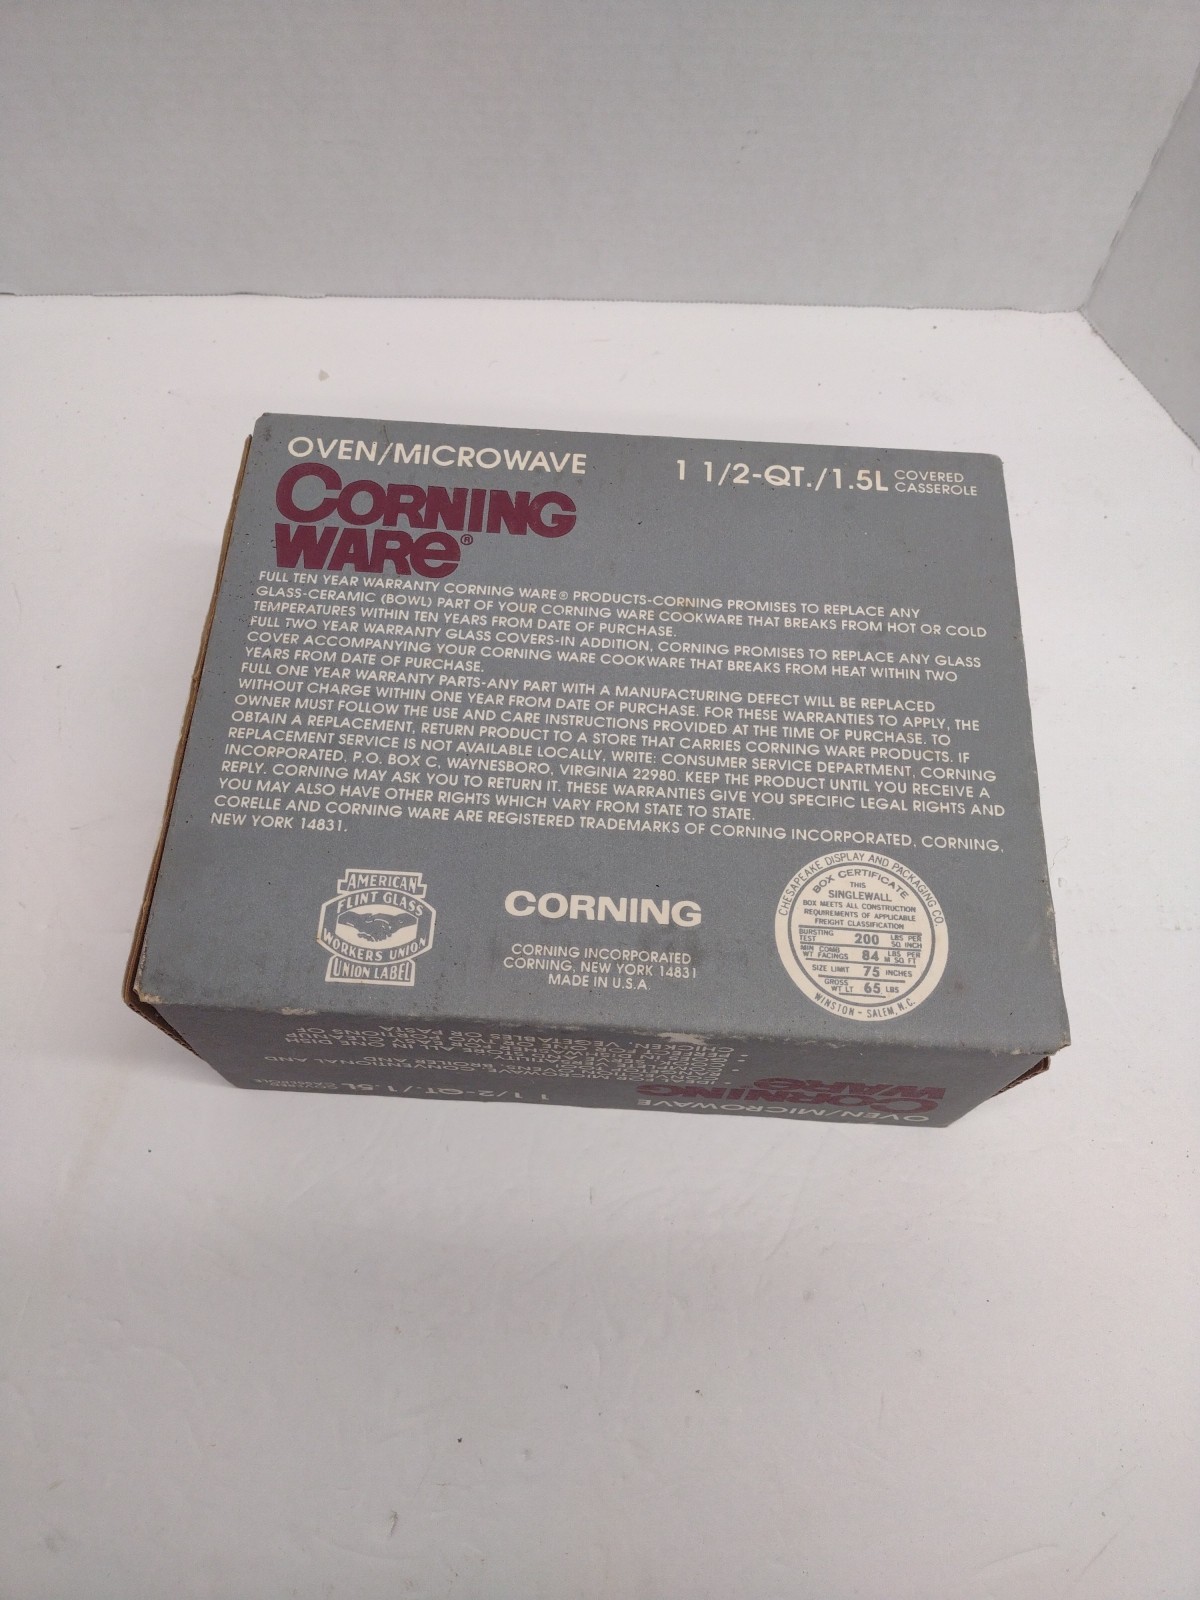 OVEN/MICROWAVE
CORNING
WARE®
1 1/2-QT./1.5L COVERED
CASSEROLE
FULL TEN YEAR WARRANTY CORNING WARE® PRODUCTS-CORNING PROMISES TO REPLACE ANY
GLASS-CERAMIC (BOWL) PART OF YOUR CORNING WARE COOKWARE THAT BREAKS FROM HOT OR COLD
TEMPERATURES WITHIN TEN YEARS FROM DATE OF PURCHASE.
FULL TWO YEAR WARRANTY GLASS COVERS-IN ADDITION, CORNING PROMISES TO REPLACE ANY GLASS
COVER ACCOMPANYING YOUR CORNING WARE COOKWARE THAT BREAKS FROM HEAT WITHIN TWO
YEARS FROM DATE OF PURCHASE.
FULL ONE YEAR WARRANTY PARTS-ANY PART WITH A MANUFACTURING DEFECT WILL BE REPLACED
WITHOUT CHARGE WITHIN ONE YEAR FROM DATE OF PURCHASE. FOR THESE WARRANTIES TO APPLY, THE
OWNER MUST FOLLOW THE USE AND CARE INSTRUCTIONS PROVIDED AT THE TIME OF PURCHASE. TO
OBTAIN A REPLACEMENT, RETURN PRODUCT TO A STORE THAT CARRIES CORNING WARE PRODUCTS. IF
REPLACEMENT SERVICE IS NOT AVAILABLE LOCALLY, WRITE: CONSUMER SERVICE DEPARTMENT, CORNING
INCORPORATED, P.O. BOX C, WAYNESBORO, VIRGINIA 22980. KEEP THE PRODUCT UNTIL YOU RECEIVE A
REPLY. CORNING MAY ASK YOU TO RETURN IT. THESE WARRANTIES GIVE YOU SPECIFIC LEGAL RIGHTS AND
YOU MAY ALSO HAVE OTHER RIGHTS WHICH VARY FROM STATE TO STATE.
CORELLE AND CORNING WARE ARE REGISTERED TRADEMARKS OF CORNING INCORPORATED, CORNING,
NEW YORK 14831.
AMERICAN
FLINT GLASS
WORKERS UNION
UNION LABEL
CORNING
CORNING INCORPORATED
CORNING, NEW YORK 14831
MADE IN U.S.A.
CHESAPEAKE DISPLAY AND PACKAGING CO.
BOX CERTIFICATE
THIS
SINGLEWALL
BOX MEETS ALL CONSTRUCTION
REQUIREMENTS OF APPLICABLE
FREIGHT CLASSIFICATION
BURSTING TEST 200 LBS PER SQ INCH
MIN COMB WT FACINGS 84 LBS PER M SQ FT
SIZE LIMIT 75 INCHES
GROSS WT LT 65 LBS
WINSTON - SALEM, N.C.
OVEN/MICROWAVE
CORNING
WARE®
1 1/2-QT./1.5L